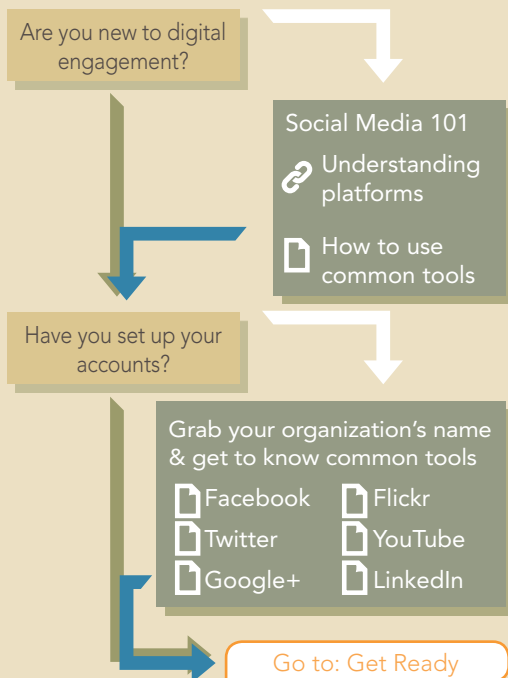 Are you new to digital
engagement?
Social Media 101
Understanding
platforms
How to use
common tools
Have you set up your
accounts?
Grab your organization’s name
& get to know common tools
Facebook
Flickr
Twitter
YouTube
Google+
LinkedIn
Go to: Get Ready